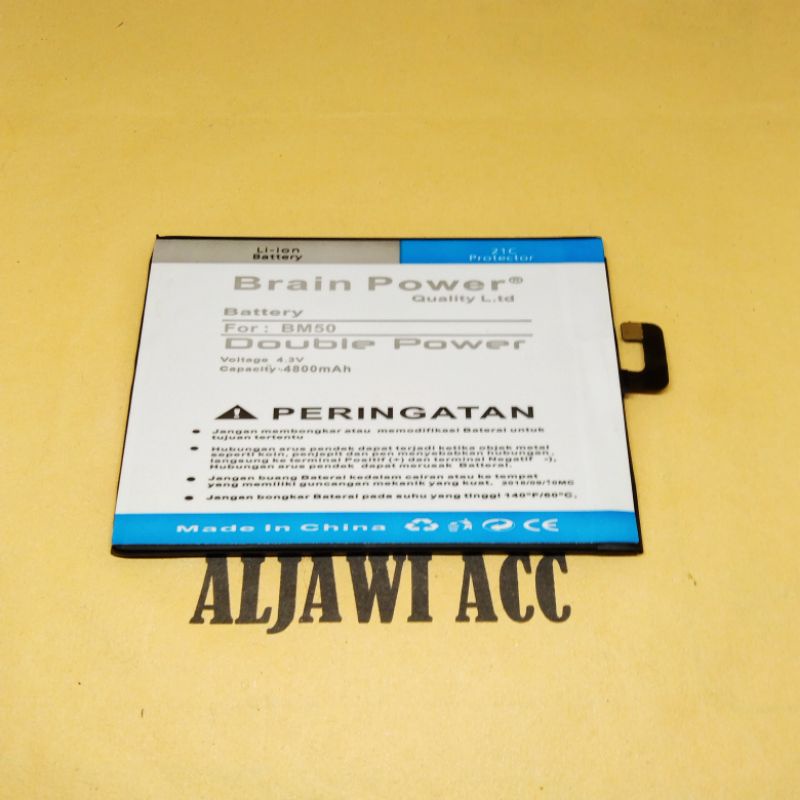 Li-ion
Battery
21C
Protector
Brain Power®
Quality L.td
Battery
For : BM50
Double Power
Voltage 4.3V
Capacity:4800mAh
PERINGATAN
Jangan membongkar atau memodifikasi Baterai untuk
tujuan tertentu
Hubungan arus pendek dapat terjadi ketika objek metal
seperti koin, penjepit dan pen menyebabkan hubungan
langsung ke terminal Positif (+) dan terminal Negatif -),
Hubungan arus pendek dapat merusak Batterai.
Jangan buang Baterai kedalam cairan atau ke tempat
yang memiliki guncangan mekanik yang kuat. 2018/09/10MC
Jangan bongkar Baterai pada suhu yang tinggi 140°F/60°C.
Made In China
CE
ALJAWI ACC